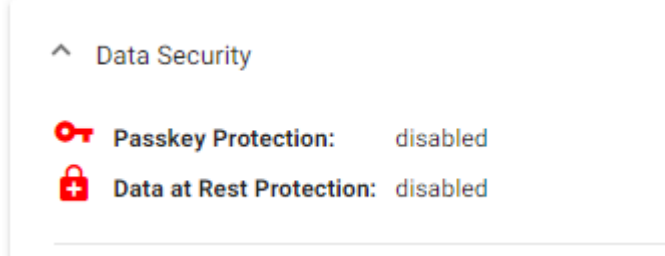 Data Security
Passkey Protection: disabled
Data at Rest Protection: disabled